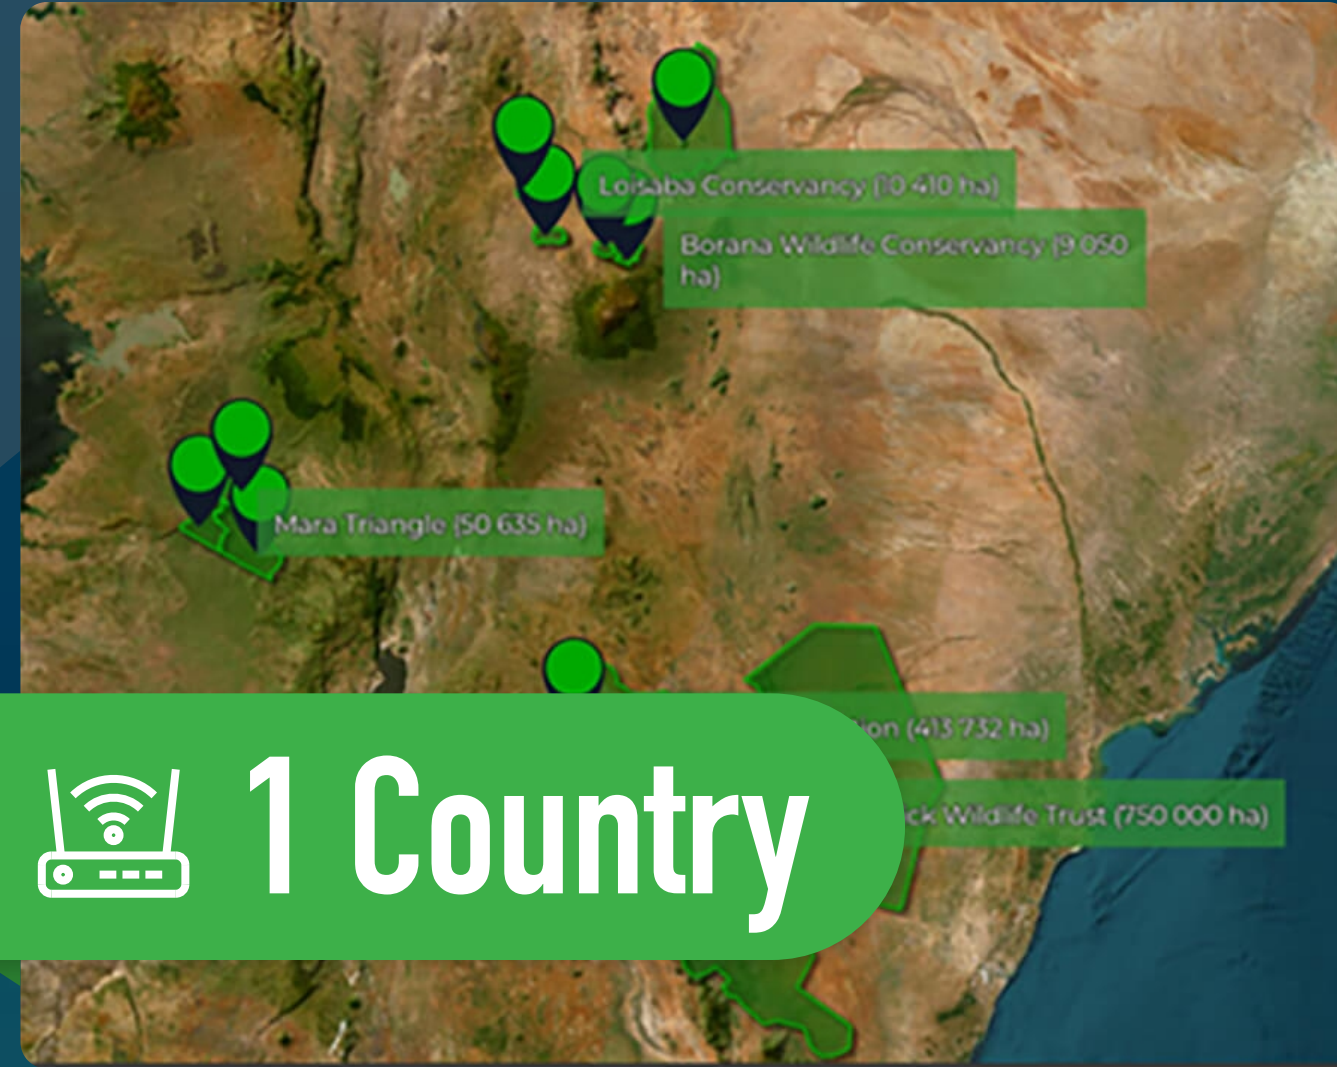 Loisaba Conservancy (10 410 ha)
Borana Wildlife Conservancy (9 050
ha)
Mara Triangle (50 635 ha)
(413 732 ha)
1 Country
Wildlife Trust (750 000 ha)